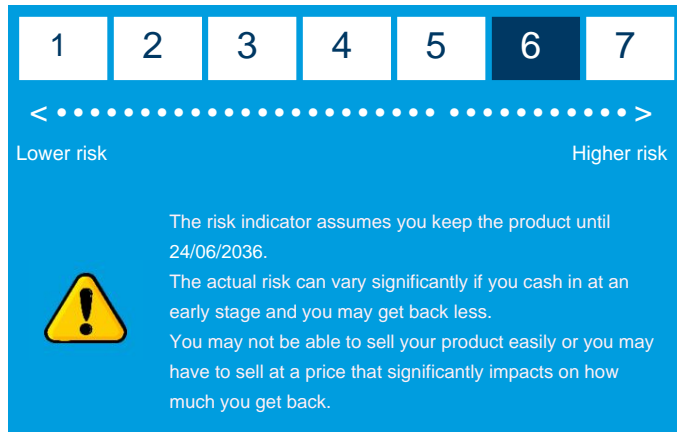 1 2 3 4 5 6 7
Lower risk Higher risk
The risk indicator assumes you keep the product until
24/06/2036.
The actual risk can vary significantly if you cash in at an
early stage and you may get back less.
You may not be able to sell your product easily or you may
have to sell at a price that significantly impacts on how
much you get back.